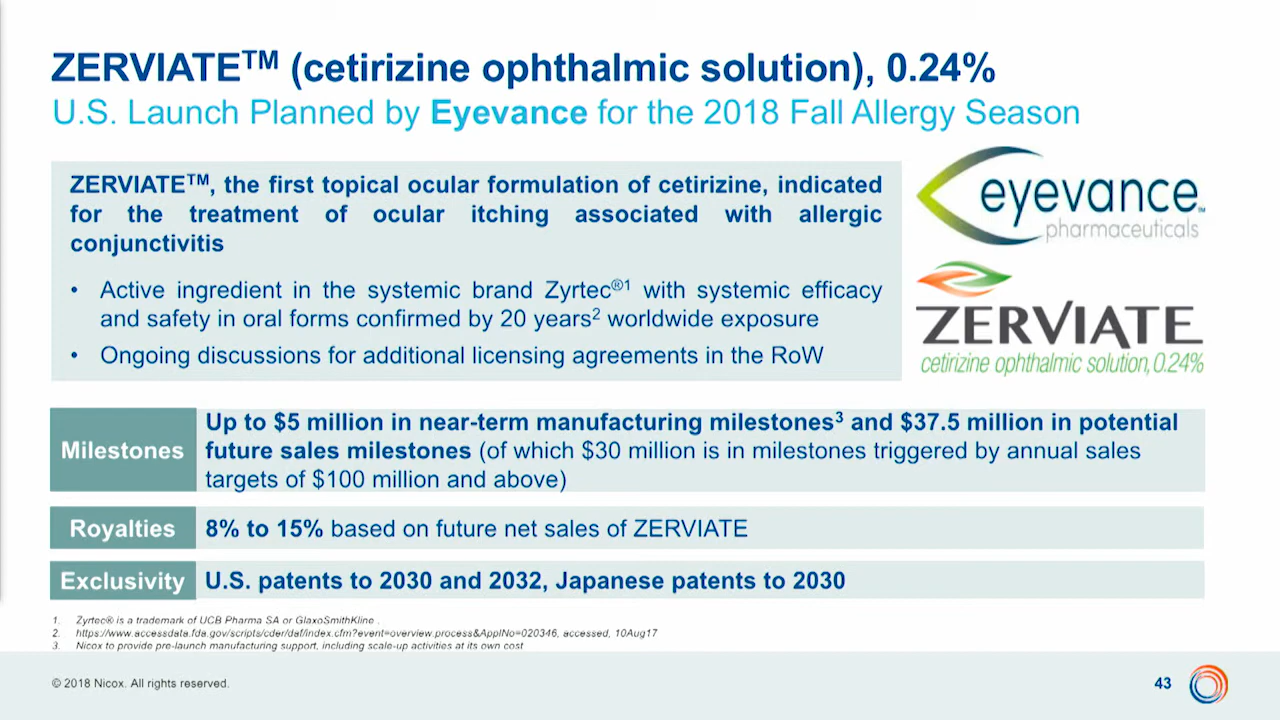 ZERVIATE™ (cetirizine ophthalmic solution), 0.24%
U.S. Launch Planned by Eyevance for the 2018 Fall Allergy Season
ZERVIATE™, the first topical ocular formulation of cetirizine, indicated
for the treatment of ocular itching associated with allergic
conjunctivitis
• Active ingredient in the systemic brand Zyrtec®¹ with systemic efficacy
and safety in oral forms confirmed by 20 years² worldwide exposure
• Ongoing discussions for additional licensing agreements in the RoW
eyevance™
pharmaceuticals
ZERVIATE
cetirizine ophthalmic solution, 0.24%
Milestones
Up to $5 million in near-term manufacturing milestones³ and $37.5 million in potential
future sales milestones (of which $30 million is in milestones triggered by annual sales
targets of $100 million and above)
Royalties
8% to 15% based on future net sales of ZERVIATE
Exclusivity
U.S. patents to 2030 and 2032, Japanese patents to 2030
1. Zyrtec® is a trademark of UCB Pharma SA or GlaxoSmithKline .
2. https://www.accessdata.fda.gov/scripts/cder/daf/index.cfm?event=overview.process&ApplNo=020346, accessed, 10Aug17
3. Nicox to provide pre-launch manufacturing support, including scale-up activities at its own cost
© 2018 Nicox. All rights reserved.
43